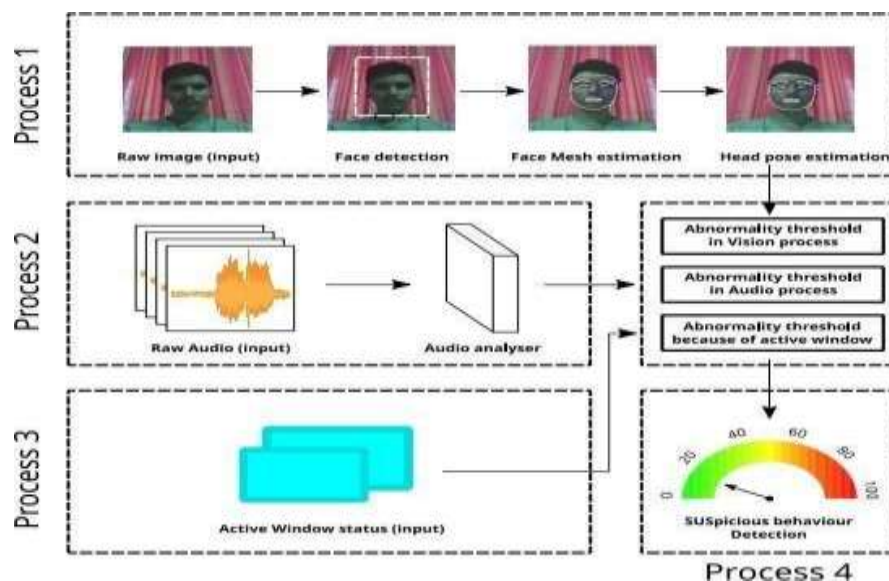 Process 1
Raw image (input)
Face detection
Face Mesh estimation
Head pose estimation
Process 2
Raw Audio (input)
Audio analyser
Abnormality threshold
in Vision process
Abnormality threshold
in Audio process
Abnormality threshold
because of active window
Process 3
Active Window status (input)
0
20
40
60
80
100
SUSpicious behaviour
Detection
Process 4